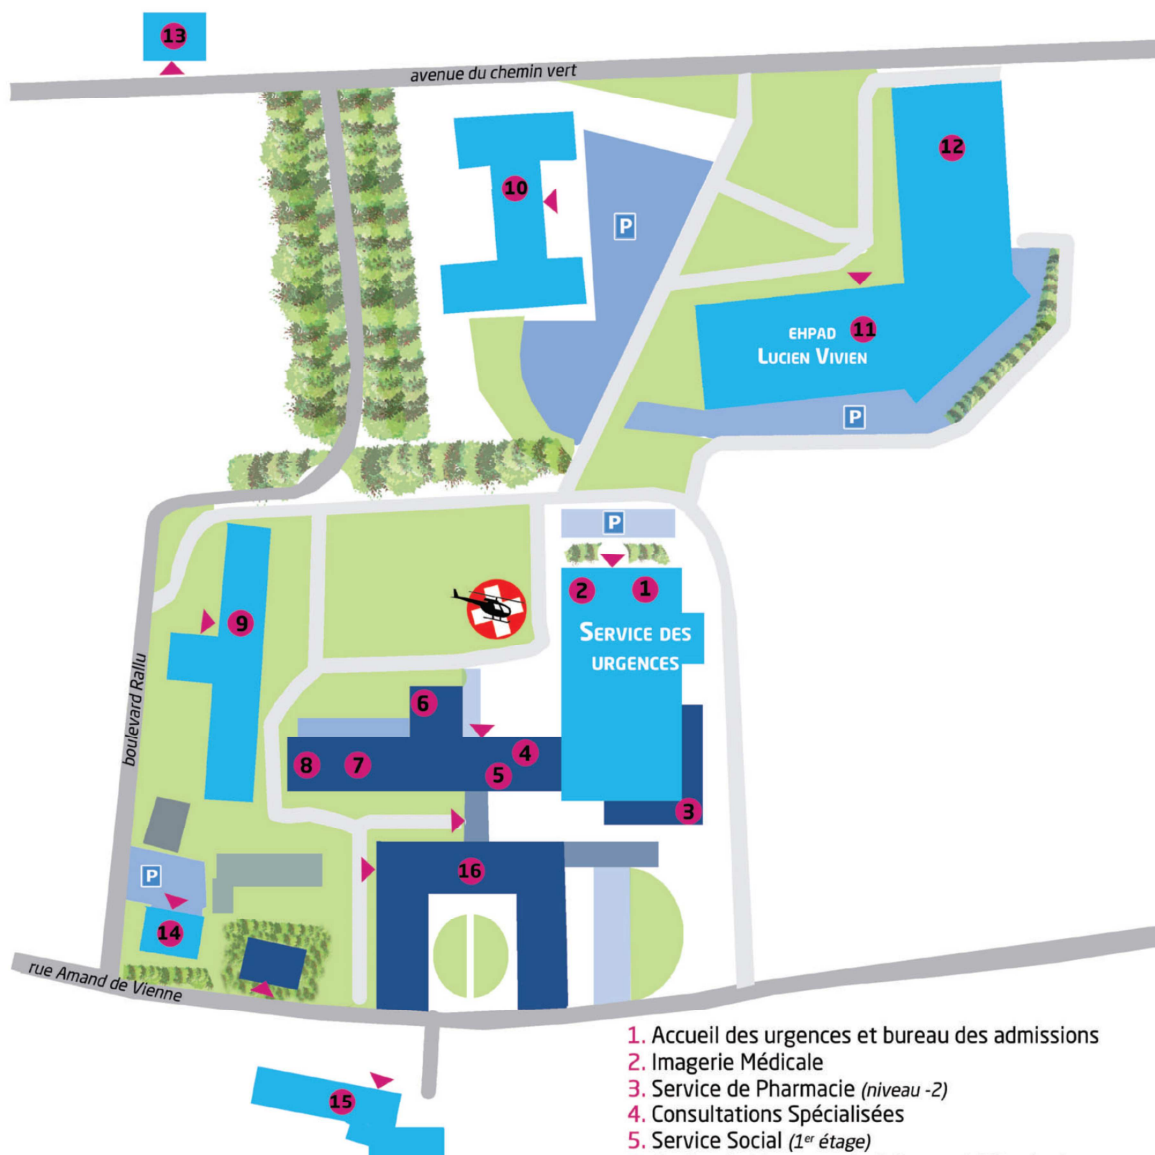 13
avenue du chemin vert
12
10
P
11
EHPAD
LUCIEN VIVIEN
P
P
2
1
9
SERVICE DES
URGENCES
boulevard Rallu
6
4
8
7
5
3
16
P
14
rue Amand de Vienne
15
1. Accueil des urgences et bureau des admissions
2. Imagerie Médicale
3. Service de Pharmacie (niveau -2)
4. Consultations Spécialisées
5. Service Social (1er étage)